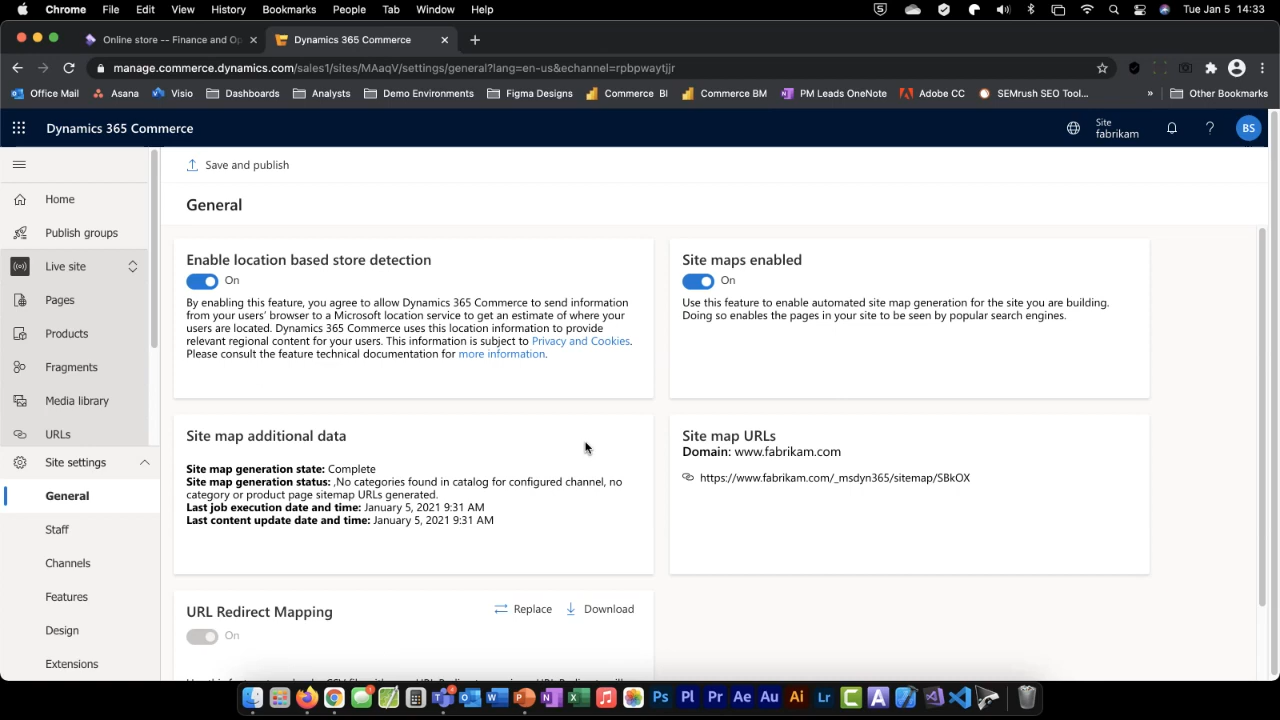 Chrome File Edit View History Bookmarks People Tab Window Help Tue Jan 5 14:33
Online store -- Finance and Op Dynamics 365 Commerce
manage.commerce.dynamics.com/sales1/sites/MAaqV/settings/general?lang=en-us&echannel=rpbpwaytjjr
Office Mail Asana Visio Dashboards Analysts Demo Environments Figma Designs Commerce BI Commerce BM PM Leads OneNote Adobe CC SEMrush SEO Tool... » Other Bookmarks
Dynamics 365 Commerce
Site
fabrikam
? BS
Save and publish
Home
Publish groups
Live site
Pages
Products
Fragments
Media library
URLs
Site settings
General
Staff
Channels
Features
Design
Extensions
General
Enable location based store detection
On
By enabling this feature, you agree to allow Dynamics 365 Commerce to send information
from your users' browser to a Microsoft location service to get an estimate of where your
users are located. Dynamics 365 Commerce uses this location information to provide
relevant regional content for your users. This information is subject to Privacy and Cookies.
Please consult the feature technical documentation for more information.
Site maps enabled
On
Use this feature to enable automated site map generation for the site you are building.
Doing so enables the pages in your site to be seen by popular search engines.
Site map additional data
Site map generation state: Complete
Site map generation status: ,No categories found in catalog for configured channel, no
category or product page sitemap URLs generated.
Last job execution date and time: January 5, 2021 9:31 AM
Last content update date and time: January 5, 2021 9:31 AM
Site map URLs
Domain: www.fabrikam.com
https://www.fabrikam.com/_msdyn365/sitemap/SBkOX
URL Redirect Mapping Replace Download
On
Ps Pl Pr Ae Au Ai Lr C A